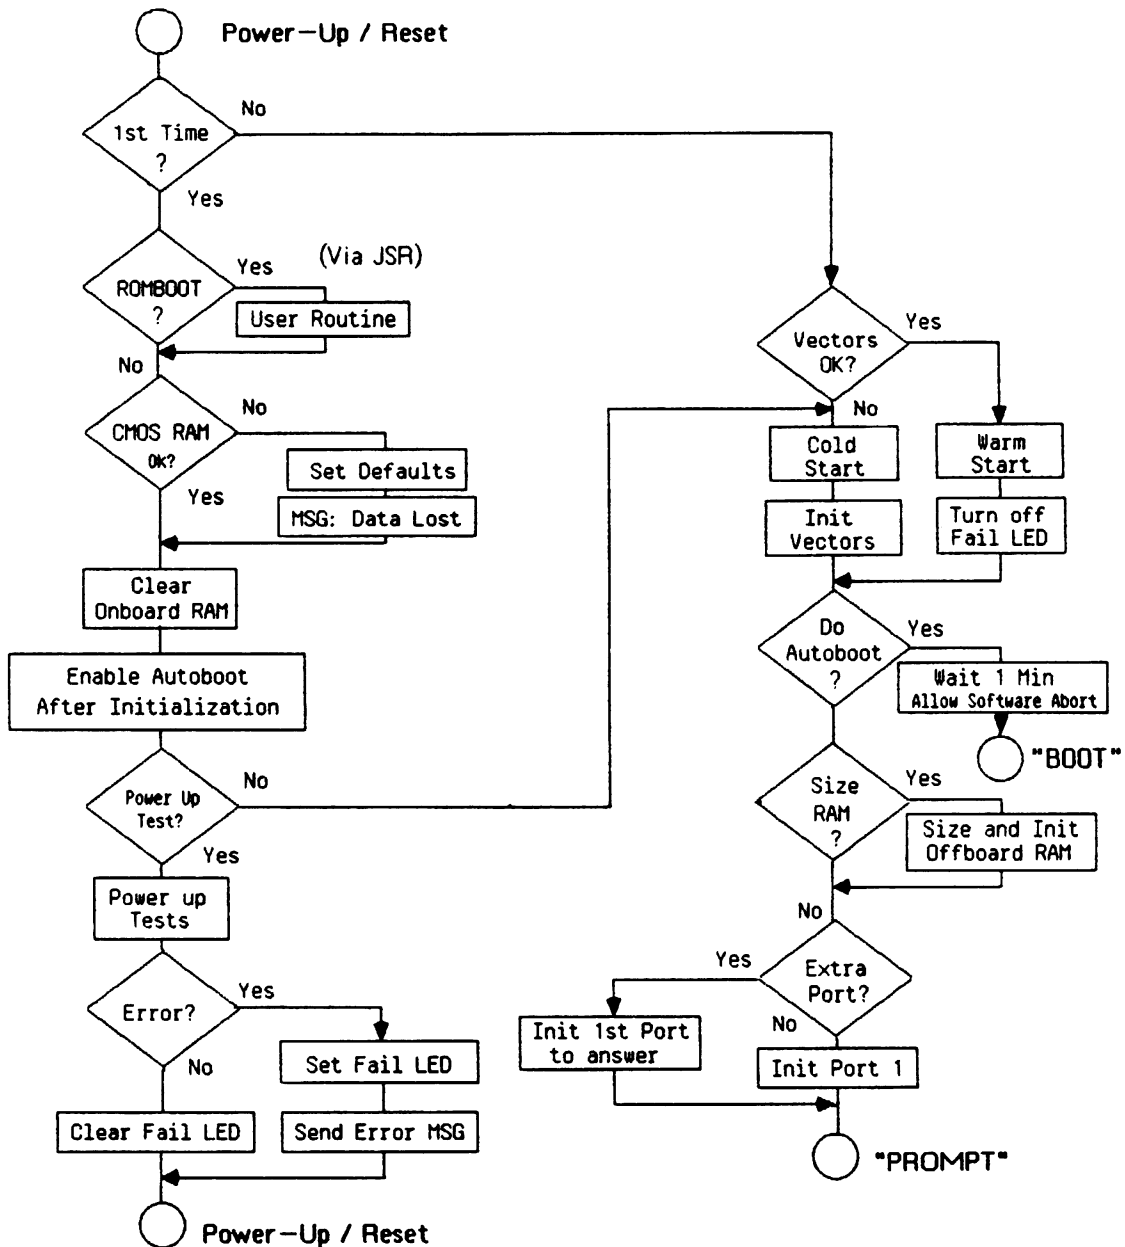 Power-Up / Reset
1st Time
?
No
Yes
ROMBOOT
?
Yes
(Via JSR)
User Routine
No
CMOS RAM
OK?
No
Set Defaults
MSG: Data Lost
Yes
Clear
Onboard RAM
Enable Autoboot
After Initialization
Power Up
Test?
No
Yes
Power up
Tests
Error?
Yes
No
Set Fail LED
Clear Fail LED
Send Error MSG
Power-Up / Reset
Vectors
OK?
Yes
No
Cold
Start
Warm
Start
Init
Vectors
Turn off
Fail LED
Do
Autoboot
?
Yes
Wait 1 Min
Allow Software Abort
"BOOT"
Size
RAM
?
Yes
Size and Init
Offboard RAM
No
Extra
Port?
Yes
No
Init 1st Port
to answer
Init Port 1
"PROMPT"